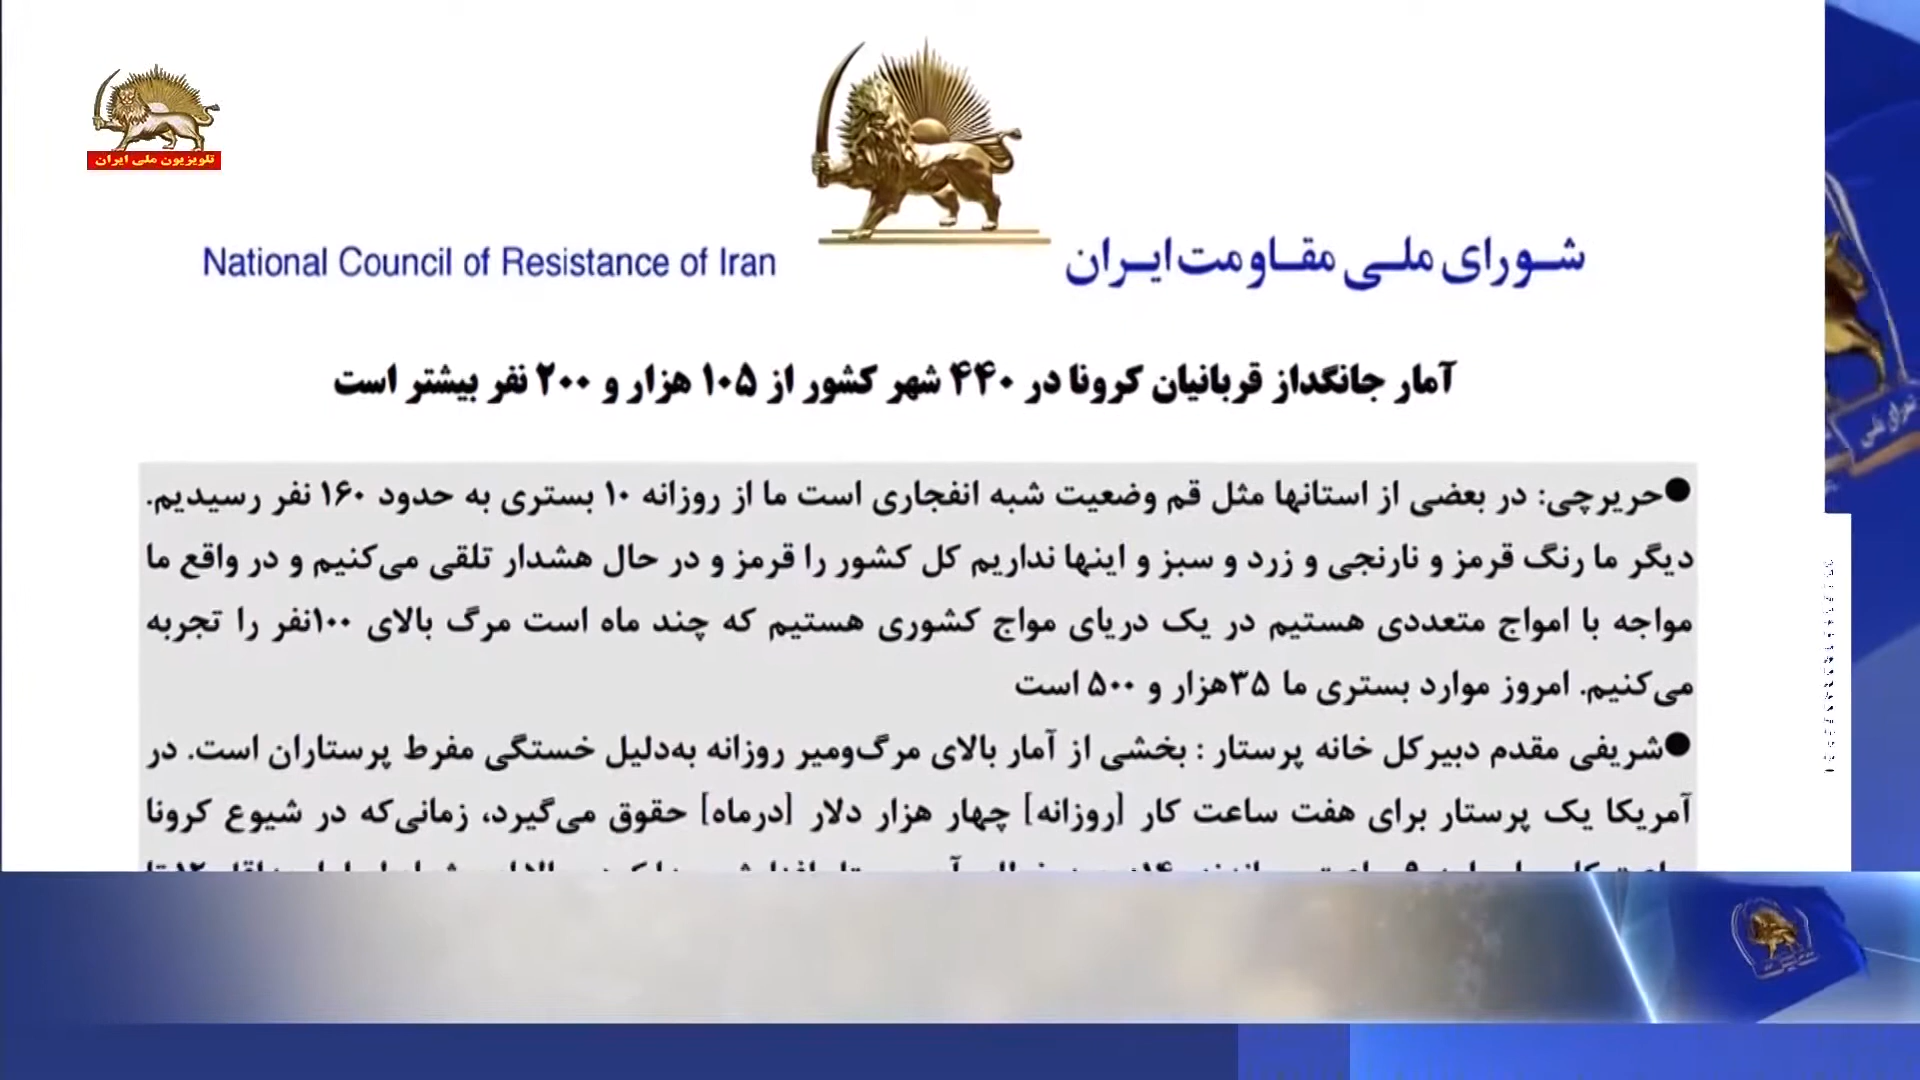 تلویزیون ملی ایران
National Council of Resistance of Iran
شورای ملی مقاومت ایران
آمار جانگداز قربانیان کرونا در ۴۴۰ شهر کشور از ۱۰۵ هزار و ۲۰۰ نفر بیشتر است
●حریرچی: در بعضی از استانها مثل قم وضعیت شبه انفجاری است ما از روزانه ۱۰ بستری به حدود ۱۶۰ نفر رسیدیم.
دیگر ما رنگ قرمز و نارنجی و زرد و سبز و اینها نداریم کل کشور را قرمز و در حال هشدار تلقی می‌کنیم و در واقع ما
مواجه با امواج متعددی هستیم در یک دریای مواج کشوری هستیم که چند ماه است مرگ بالای ۱۰۰نفر را تجربه
می‌کنیم. امروز موارد بستری ما ۳۵هزار و ۵۰۰ است
●شریفی مقدم دبیرکل خانه پرستار : بخشی از آمار بالای مرگ‌ومیر روزانه به‌دلیل خستگی مفرط پرستاران است. در
آمریکا یک پرستار برای هفت ساعت کار [روزانه] چهار هزار دلار [درماه] حقوق می‌گیرد، زمانی‌که در شیوع کرونا
شورای ملی